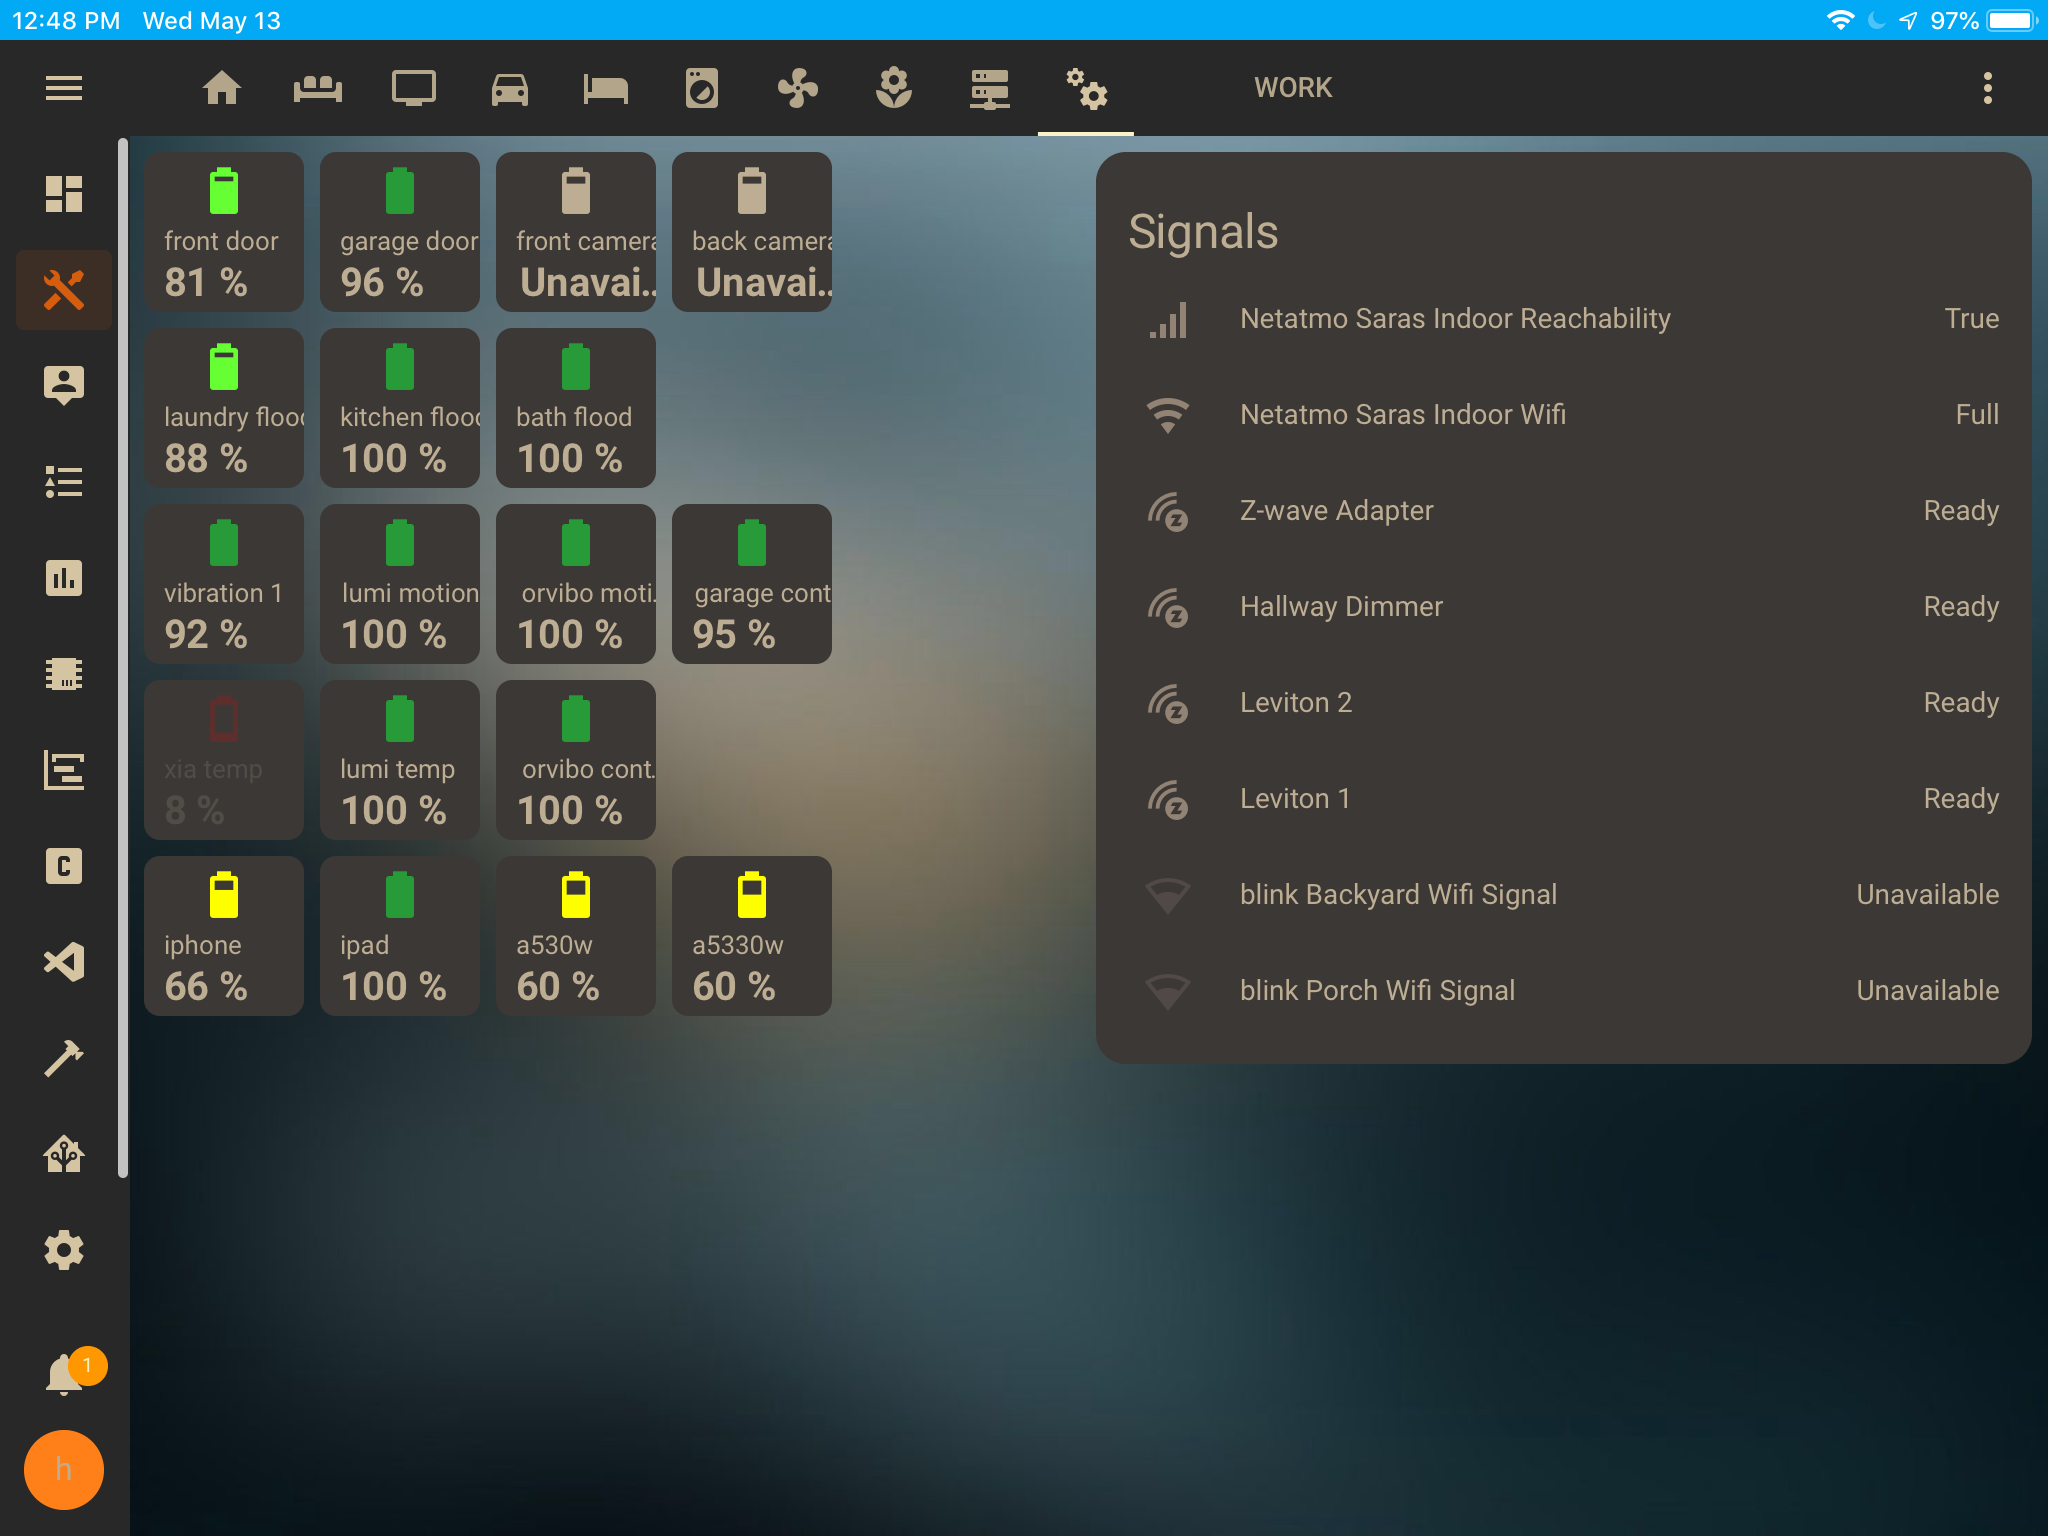 12:48 PM Wed May 13
97%
WORK
front door
81 %
garage door
96 %
front camera
Unavai..
back camera
Unavai..
laundry flood
88 %
kitchen flood
100 %
bath flood
100 %
vibration 1
92 %
lumi motion
100 %
orvibo moti.
100 %
garage cont
95 %
xia temp
8 %
lumi temp
100 %
orvibo cont.
100 %
iphone
66 %
ipad
100 %
a530w
60 %
a5330w
60 %
Signals
Netatmo Saras Indoor Reachability True
Netatmo Saras Indoor Wifi Full
Z-wave Adapter Ready
Hallway Dimmer Ready
Leviton 2 Ready
Leviton 1 Ready
blink Backyard Wifi Signal Unavailable
blink Porch Wifi Signal Unavailable
C
1
h